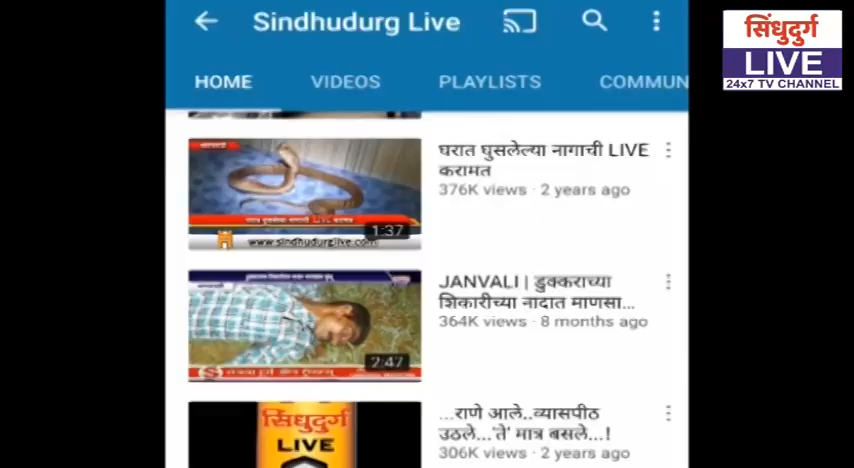 Sindhudurg Live
सिंधुदुर्ग
LIVE
24x7 TV CHANNEL
HOME VIDEOS PLAYLISTS COMMUN
घरात घुसलेल्या नागाची LIVE
करामत
376K views · 2 years ago
1:37
www.sindhudurglive.com
JANVALI | डुक्कराच्या
शिकारीच्या नादात माणसा...
364K views · 8 months ago
2:47
सिंधुदुर्ग
LIVE
...राणे आले..व्यासपीठ
उठले...'ते' मात्र बसले...!
306K views · 2 years ago